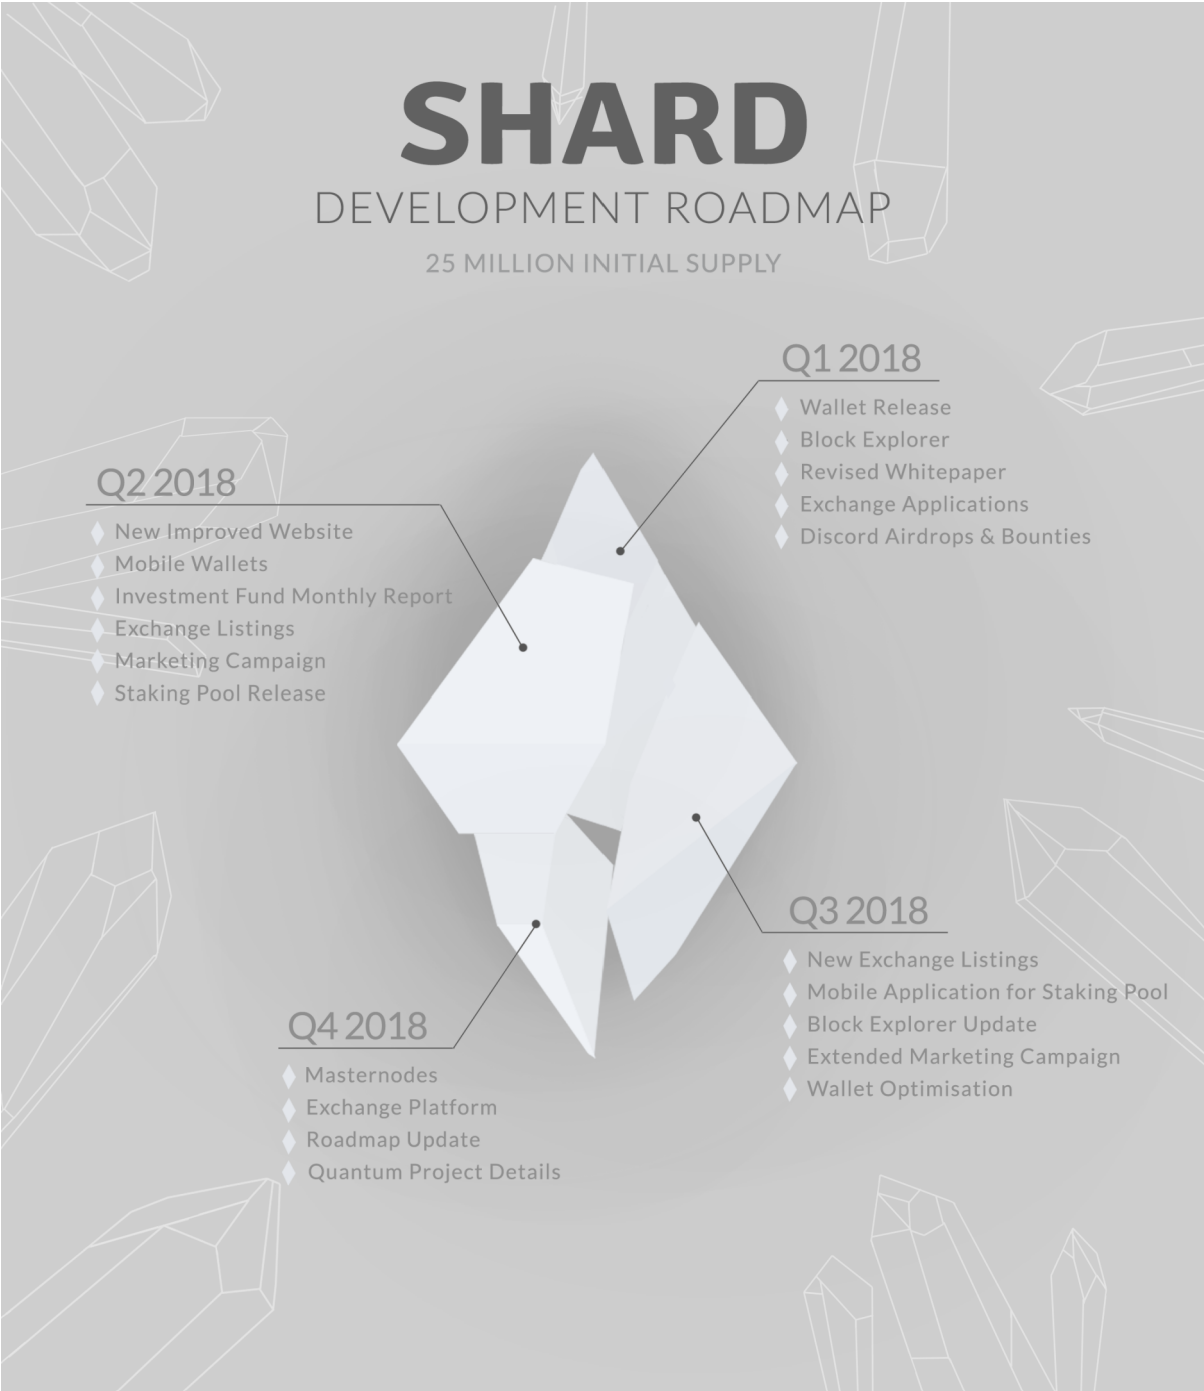 SHARD
DEVELOPMENT ROADMAP
25 MILLION INITIAL SUPPLY
Q1 2018
Wallet Release
Block Explorer
Revised Whitepaper
Exchange Applications
Discord Airdrops & Bounties
Q2 2018
New Improved Website
Mobile Wallets
Investment Fund Monthly Report
Exchange Listings
Marketing Campaign
Staking Pool Release
Q3 2018
New Exchange Listings
Mobile Application for Staking Pool
Block Explorer Update
Extended Marketing Campaign
Wallet Optimisation
Q4 2018
Masternodes
Exchange Platform
Roadmap Update
Quantum Project Details